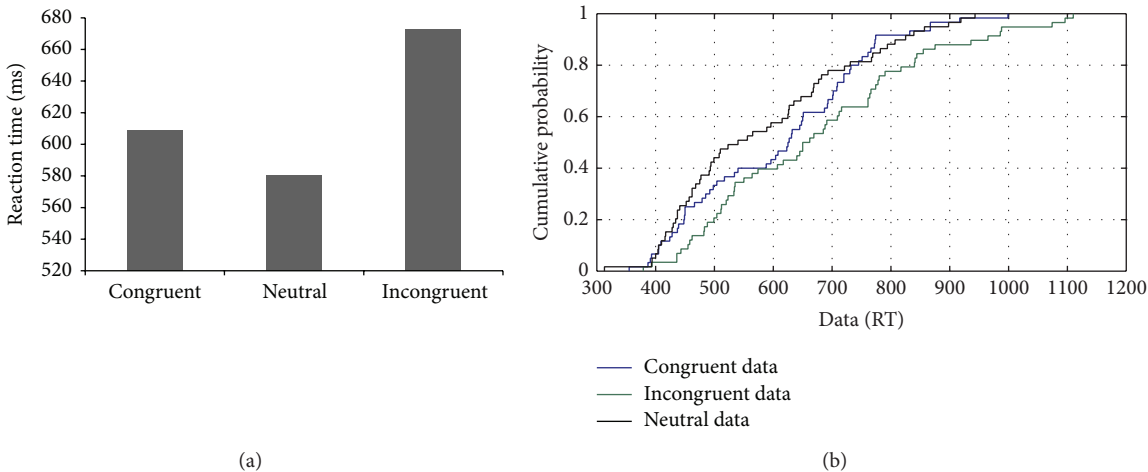 680
660
640
620
600
580
560
540
520
Reaction time (ms)
Congruent Neutral Incongruent
(a)
1
0.8
0.6
0.4
0.2
0
Cumulative probability
300 400 500 600 700 800 900 1000 1100 1200
Data (RT)
Congruent data
Incongruent data
Neutral data
(b)